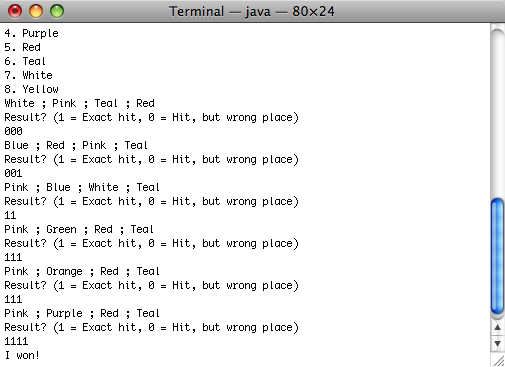 Terminal — java — 80×24
4. Purple
5. Red
6. Teal
7. White
8. Yellow
White ; Pink ; Teal ; Red
Result? (1 = Exact hit, 0 = Hit, but wrong place)
000
Blue ; Red ; Pink ; Teal
Result? (1 = Exact hit, 0 = Hit, but wrong place)
001
Pink ; Blue ; White ; Teal
Result? (1 = Exact hit, 0 = Hit, but wrong place)
11
Pink ; Green ; Red ; Teal
Result? (1 = Exact hit, 0 = Hit, but wrong place)
111
Pink ; Orange ; Red ; Teal
Result? (1 = Exact hit, 0 = Hit, but wrong place)
111
Pink ; Purple ; Red ; Teal
Result? (1 = Exact hit, 0 = Hit, but wrong place)
1111
I won!